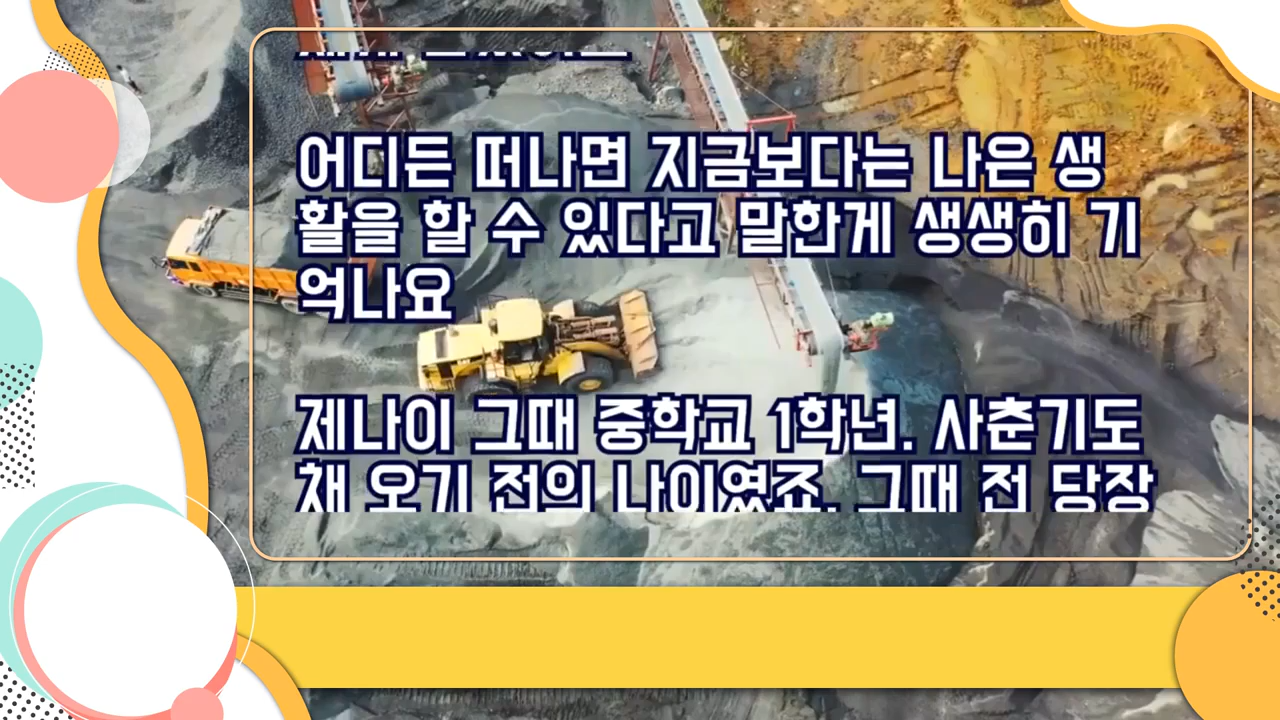 어디든 떠나면 지금보다는 나은 생
활을 할 수 있다고 말한게 생생히 기
억나요
제나이 그때 중학교 1학년. 사춘기도
채 오기 전의 나이였죠. 그때 전 당장